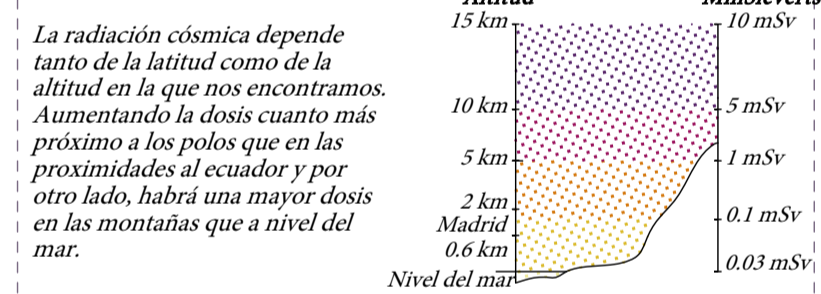 La radiación cósmica depende
tanto de la latitud como de la
altitud en la que nos encontramos.
Aumentando la dosis cuanto más
próximo a los polos que en las
proximidades al ecuador y por
otro lado, habrá una mayor dosis
en las montañas que a nivel del
mar.
Altitud
Milisieverts
15 km
10 mSv
10 km
5 mSv
5 km
1 mSv
2 km
Madrid
0.1 mSv
0.6 km
0.03 mSv
Nivel del mar